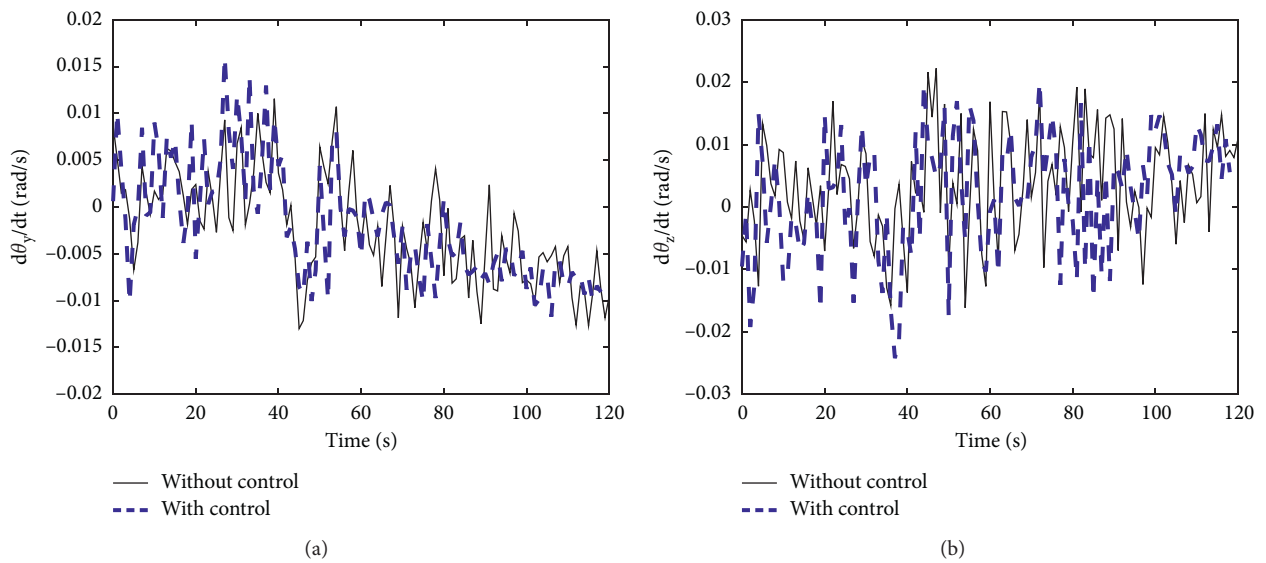 0.02
0.015
0.01
0.005
0
–0.005
–0.01
–0.015
–0.02
dθy/dt (rad/s)
0 20 40 60 80 100 120
Time (s)
Without control
With control
(a)
0.03
0.02
0.01
0
–0.01
–0.02
–0.03
dθz/dt (rad/s)
0 20 40 60 80 100 120
Time (s)
Without control
With control
(b)